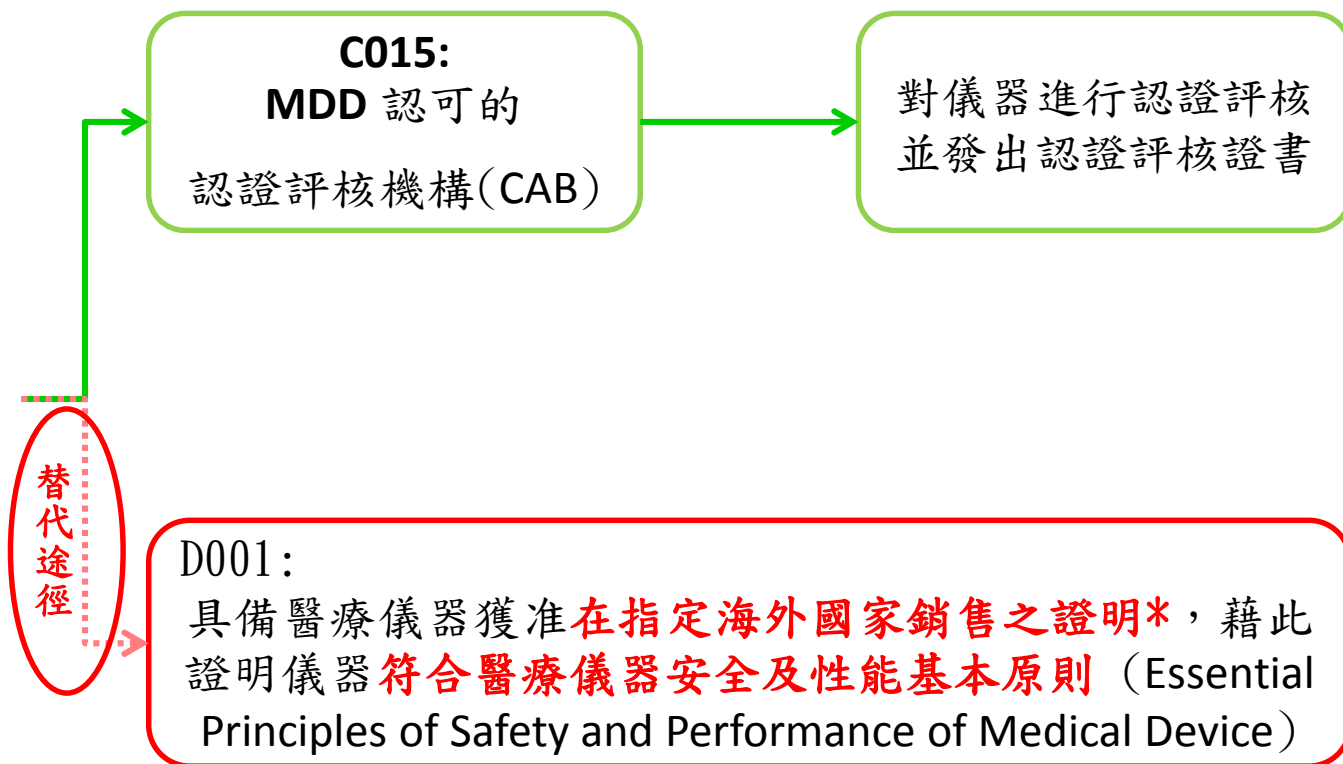 C015:
MDD 認可的
認證評核機構(CAB)
對儀器進行認證評核
並發出認證評核證書
替代途徑
D001:
具備醫療儀器獲准在指定海外國家銷售之證明*，藉此
證明儀器符合醫療儀器安全及性能基本原則（Essential
Principles of Safety and Performance of Medical Device）